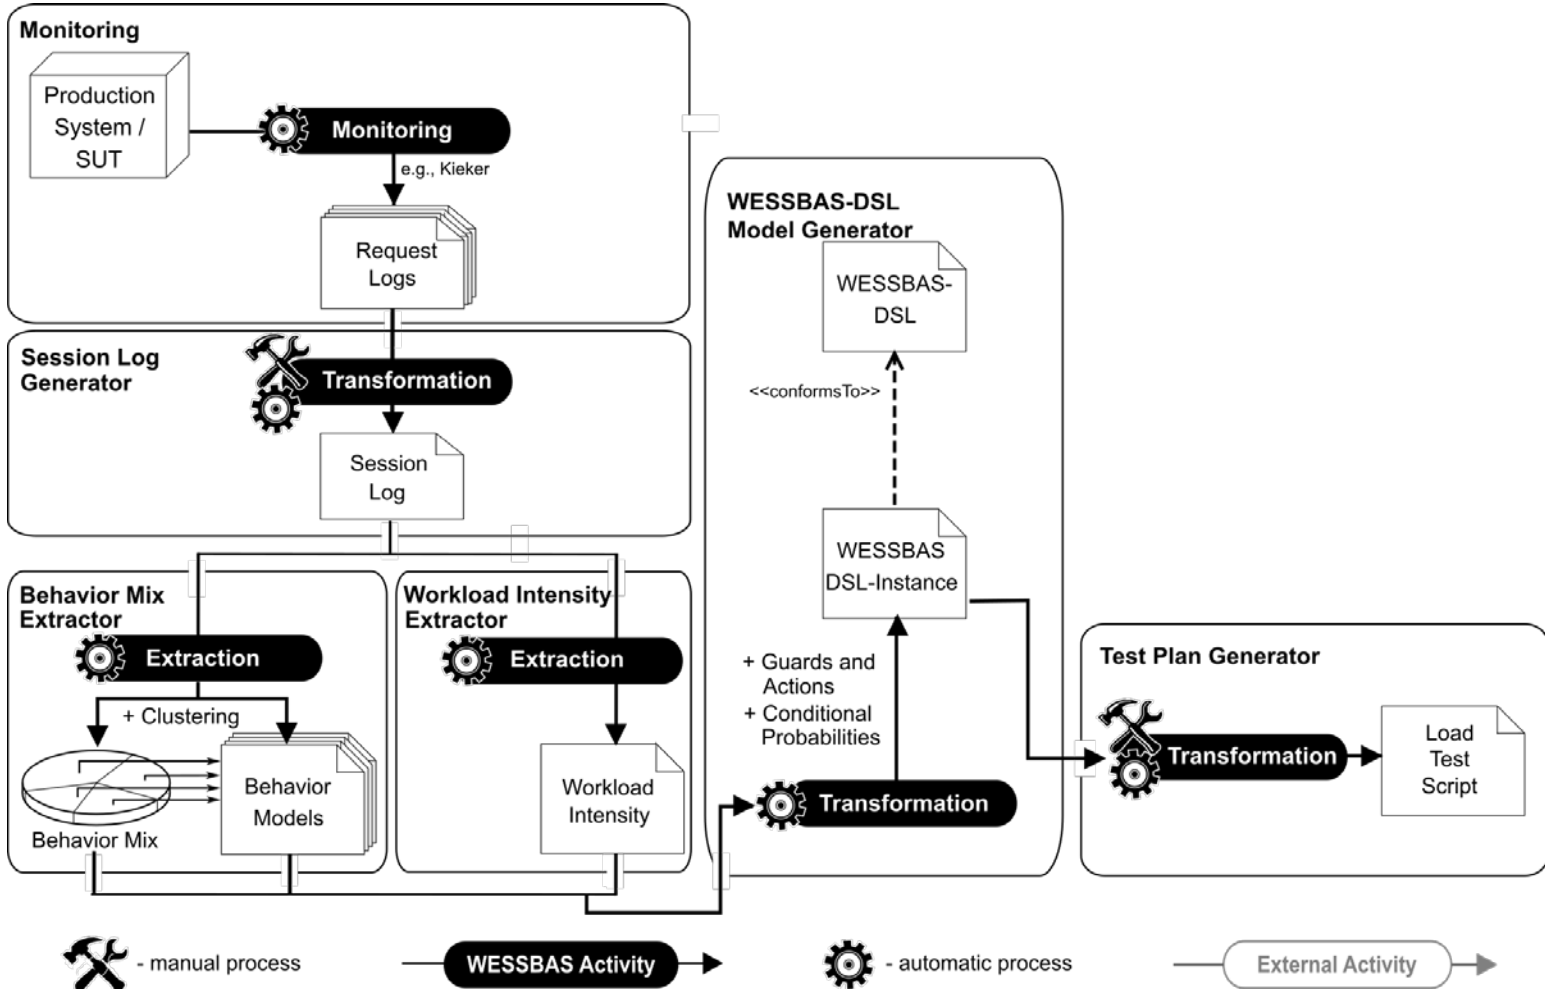 Monitoring
Production
System /
SUT
Monitoring
e.g., Kieker
Request
Logs
Session Log
Generator
Transformation
Session
Log
Behavior Mix
Extractor
Extraction
+ Clustering
Behavior Mix
Behavior
Models
Workload Intensity
Extractor
Extraction
Workload
Intensity
WESSBAS-DSL
Model Generator
WESSBAS-
DSL
<<conformsTo>>
WESSBAS
DSL-Instance
+ Guards and
Actions
+ Conditional
Probabilities
Transformation
Test Plan Generator
Transformation
Load
Test
Script
- manual process
WESSBAS Activity
- automatic process
External Activity